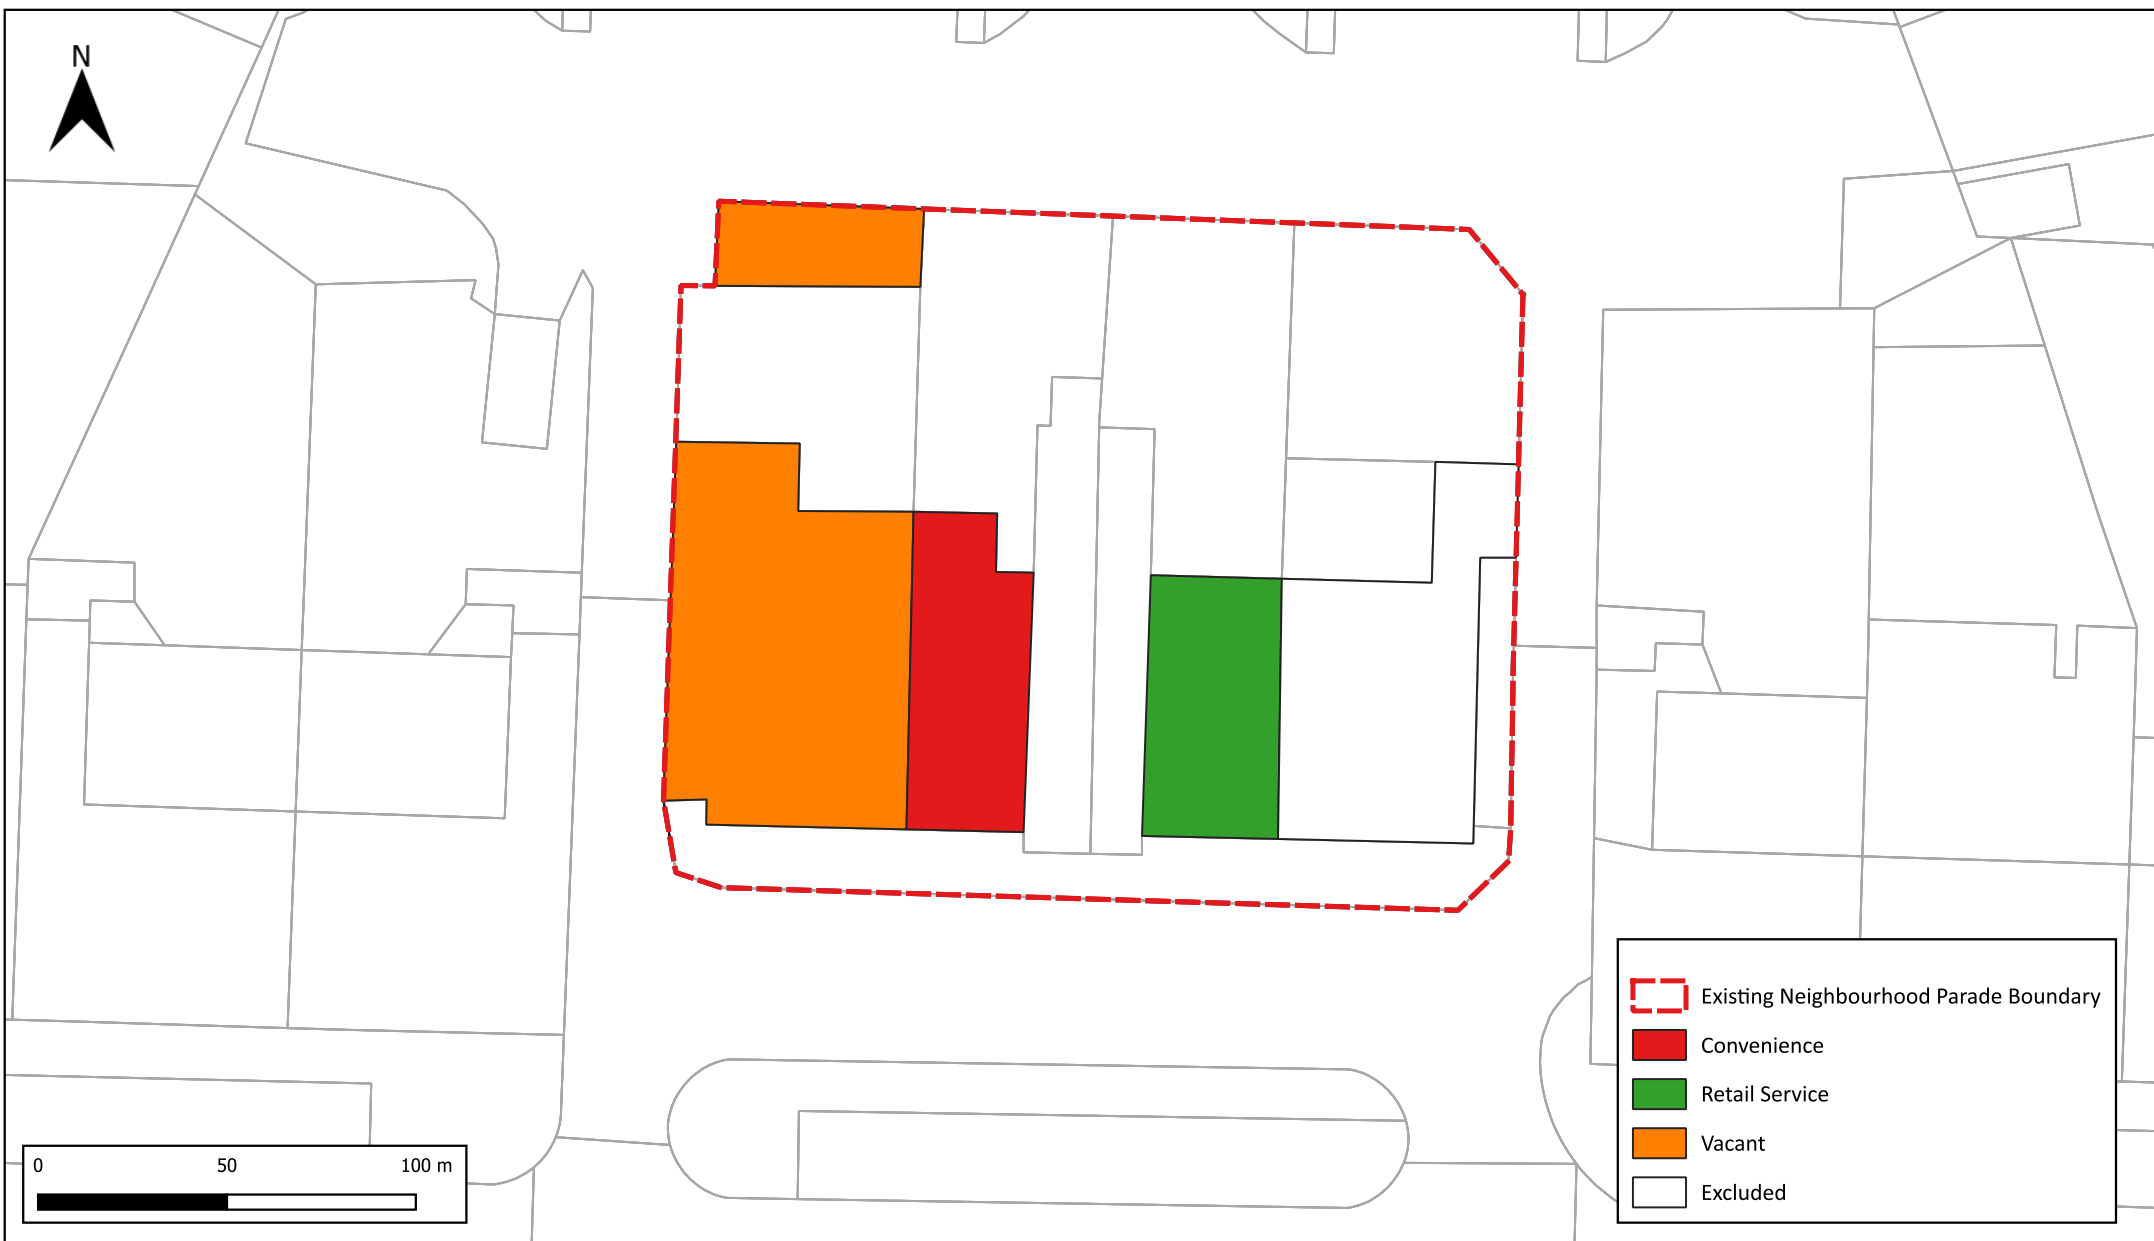 N
Existing Neighbourhood Parade Boundary
Convenience
Retail Service
Vacant
Excluded
0 50 100 m